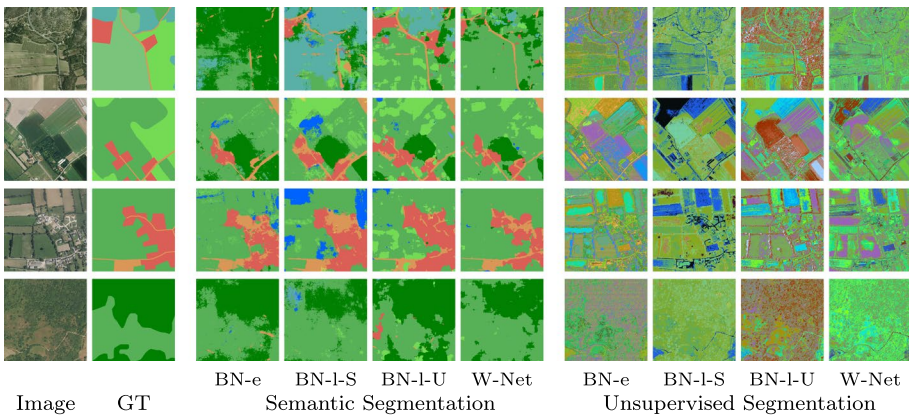 BN-e BN-l-S BN-l-U W-Net BN-e BN-l-S BN-l-U W-Net
Image GT Semantic Segmentation Unsupervised Segmentation